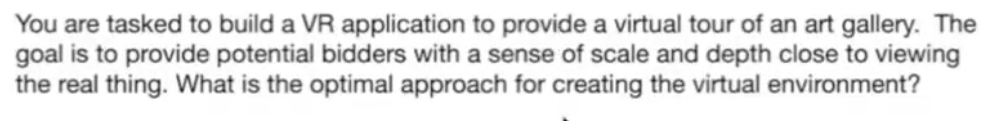 You are tasked to build a VR application to provide a virtual tour of an art gallery.  The
goal is to provide potential bidders with a sense of scale and depth close to viewing
the real thing. What is the optimal approach for creating the virtual environment?